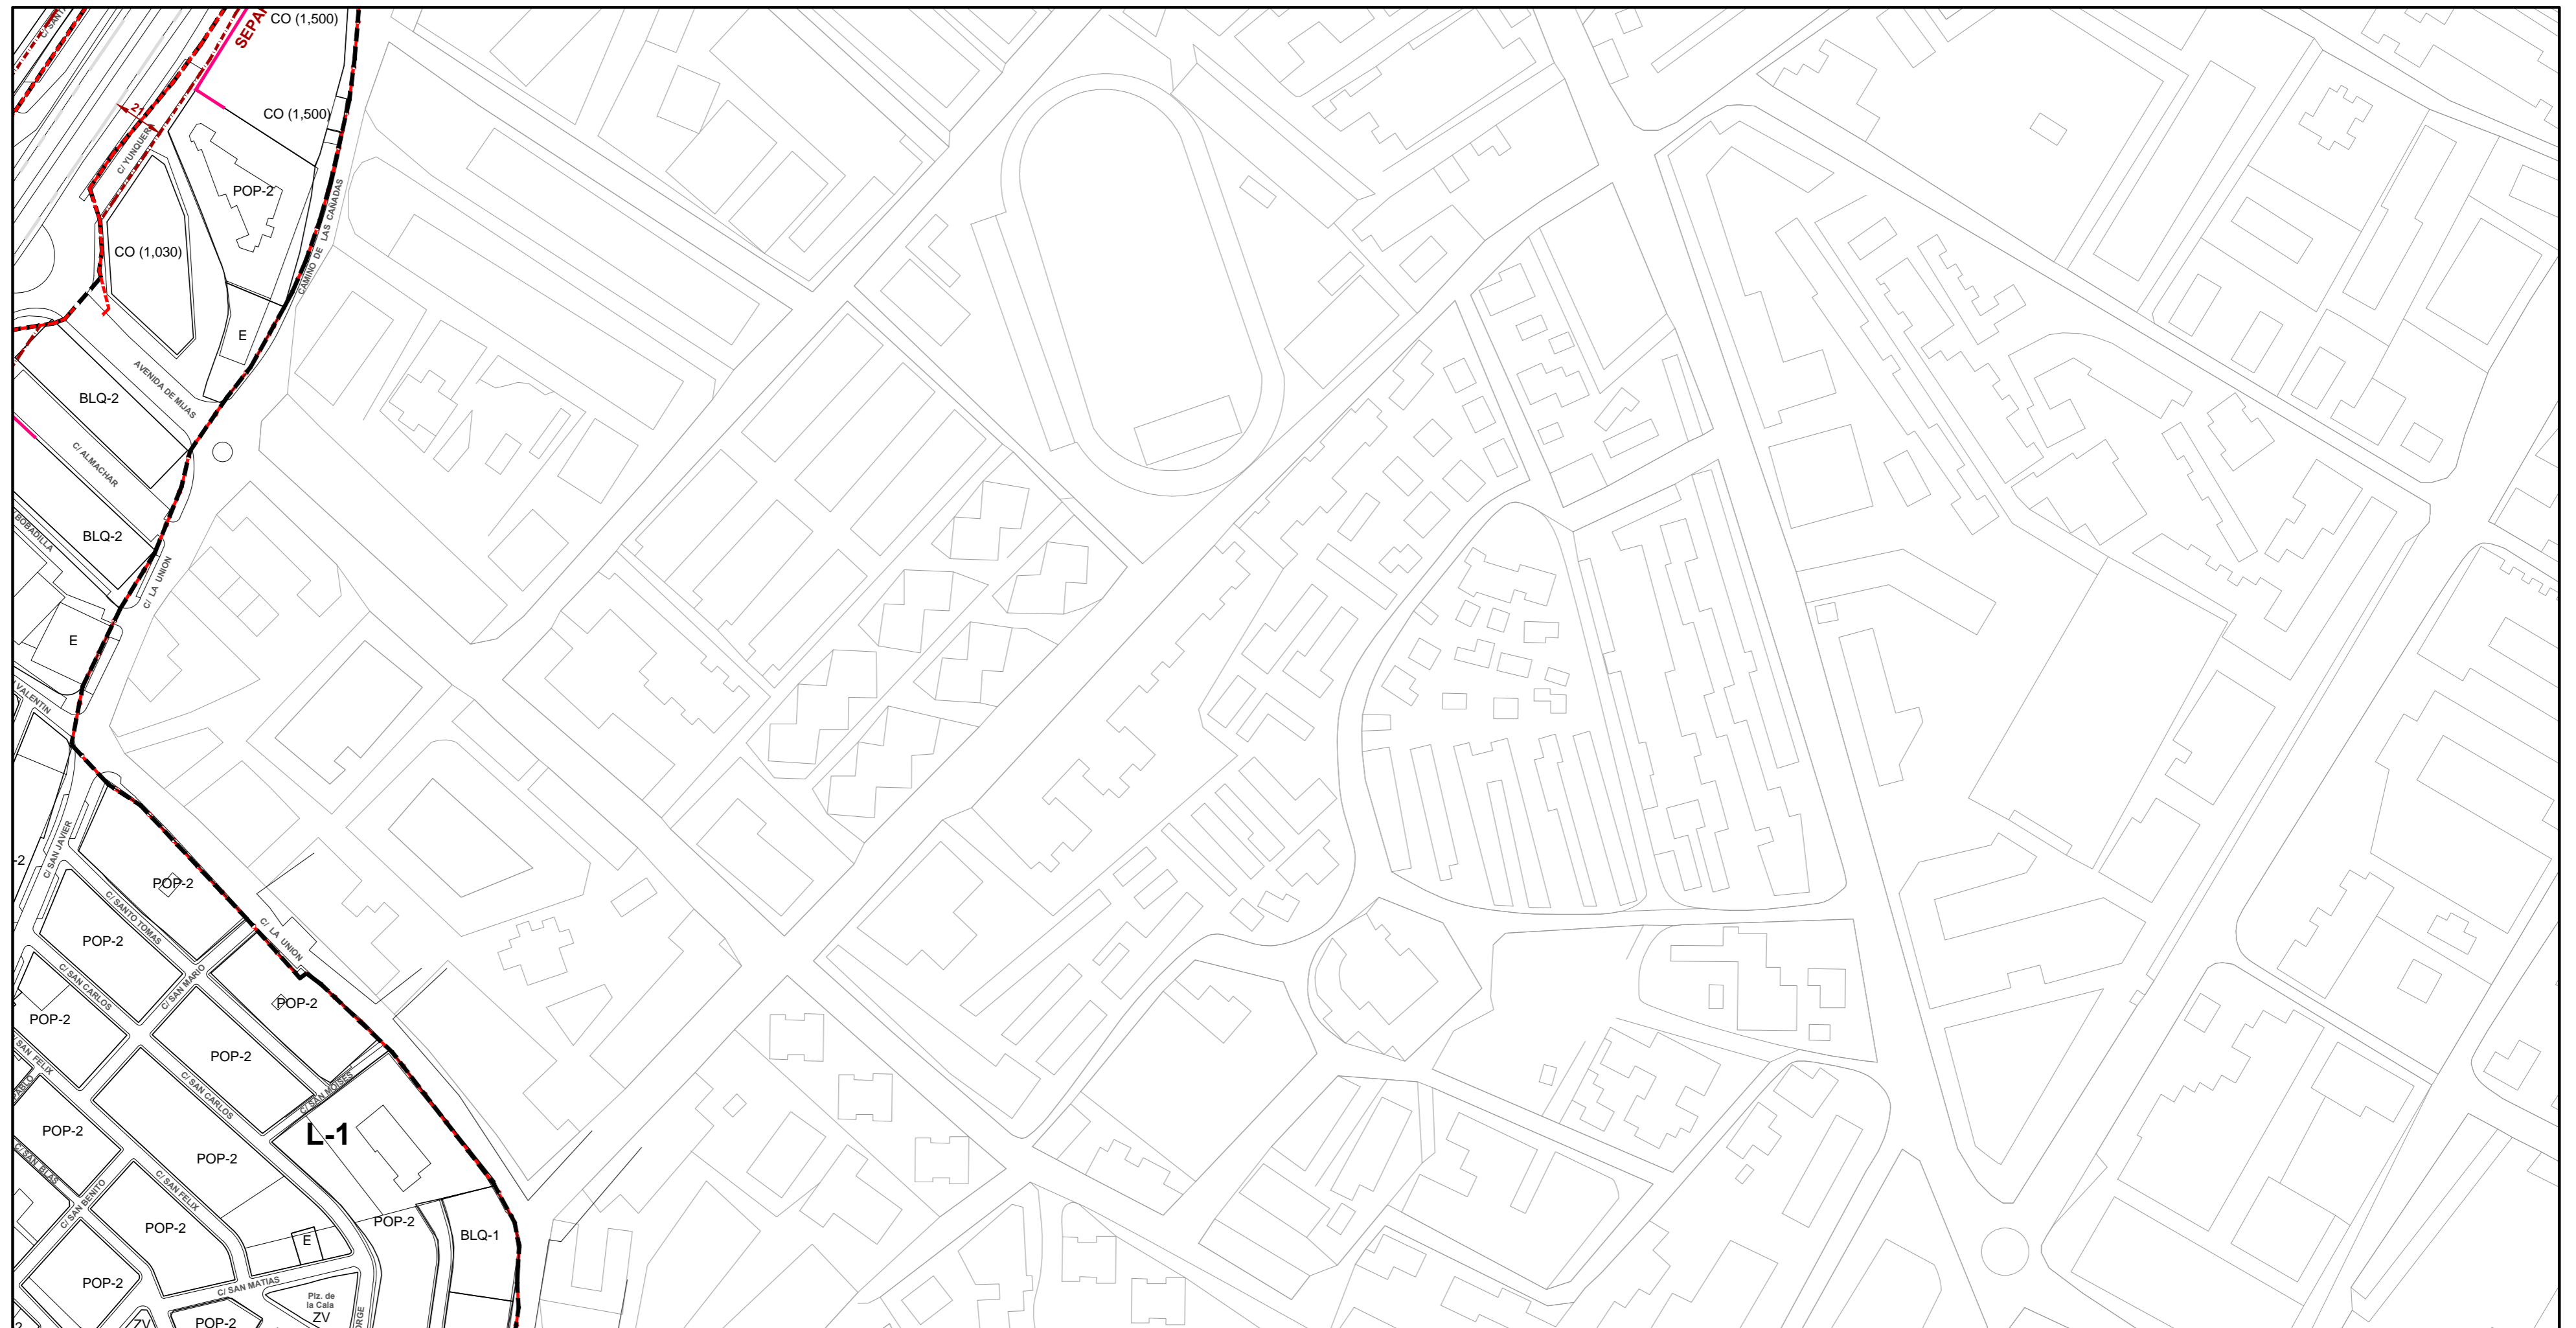 CO (1,500)
CO (1,500)
21
C/ YUNQUERA
POP-2
CAMINO DE LAS CAÑADAS
CO (1,030)
E
AVENIDA DE MIJAS
BLQ-2
C/ ALMACHAR
BLQ-2
BOBADILLA
C/ LA UNION
E
VALENTIN
C/ SAN JAVIER
-2
POP-2
C/ SANTO TOMAS
C/ LA UNION
POP-2
C/ SAN CARLOS
C/ SAN MARIO
POP-2
POP-2
SAN FELIX
POP-2
C/ SAN CARLOS
C/ SAN MOISES
L-1
POP-2
C/ SAN BLAS
POP-2
C/ SAN BENITO
C/ SAN FELIX
POP-2
POP-2
BLQ-1
E
POP-2
C/ SAN MATIAS
Plz. de
la Cala
ZV
ZV
POP-2